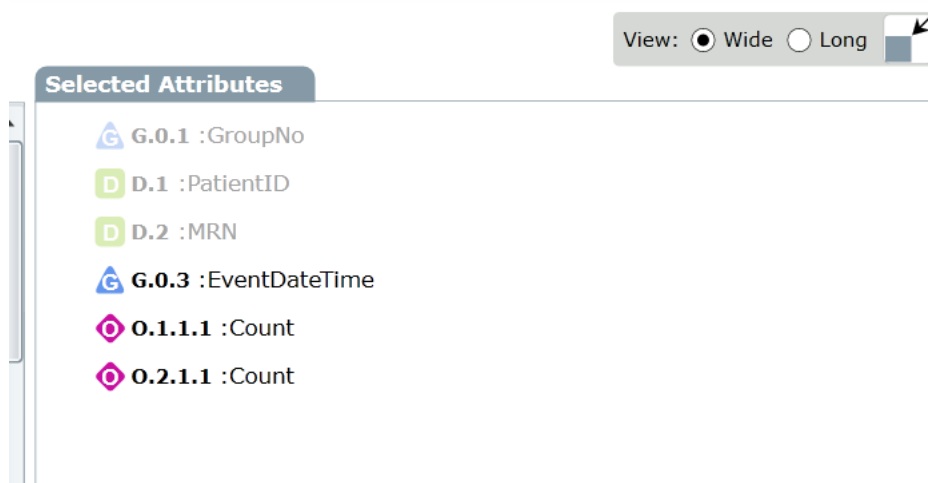 View: Wide Long
Selected Attributes
G G.0.1 :GroupNo
D D.1 :PatientID
D D.2 :MRN
G G.0.3 :EventDateTime
O O.1.1.1 :Count
O O.2.1.1 :Count